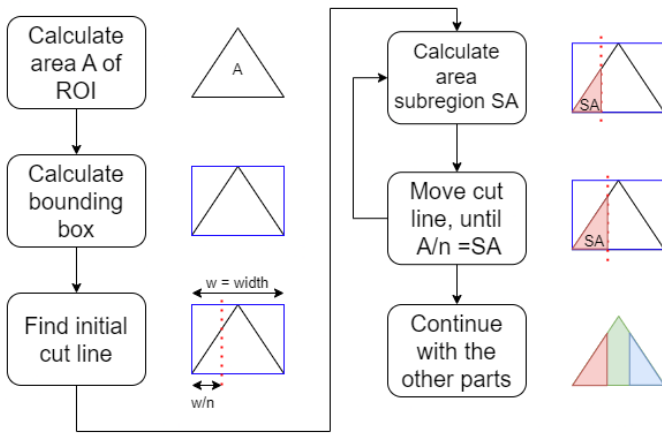 Calculate
area A of
ROI
A
Calculate
bounding
box
w = width
Find initial
cut line
w/n
Calculate
area
subregion SA
SA
Move cut
line, until
A/n =SA
SA
Continue
with the
other parts